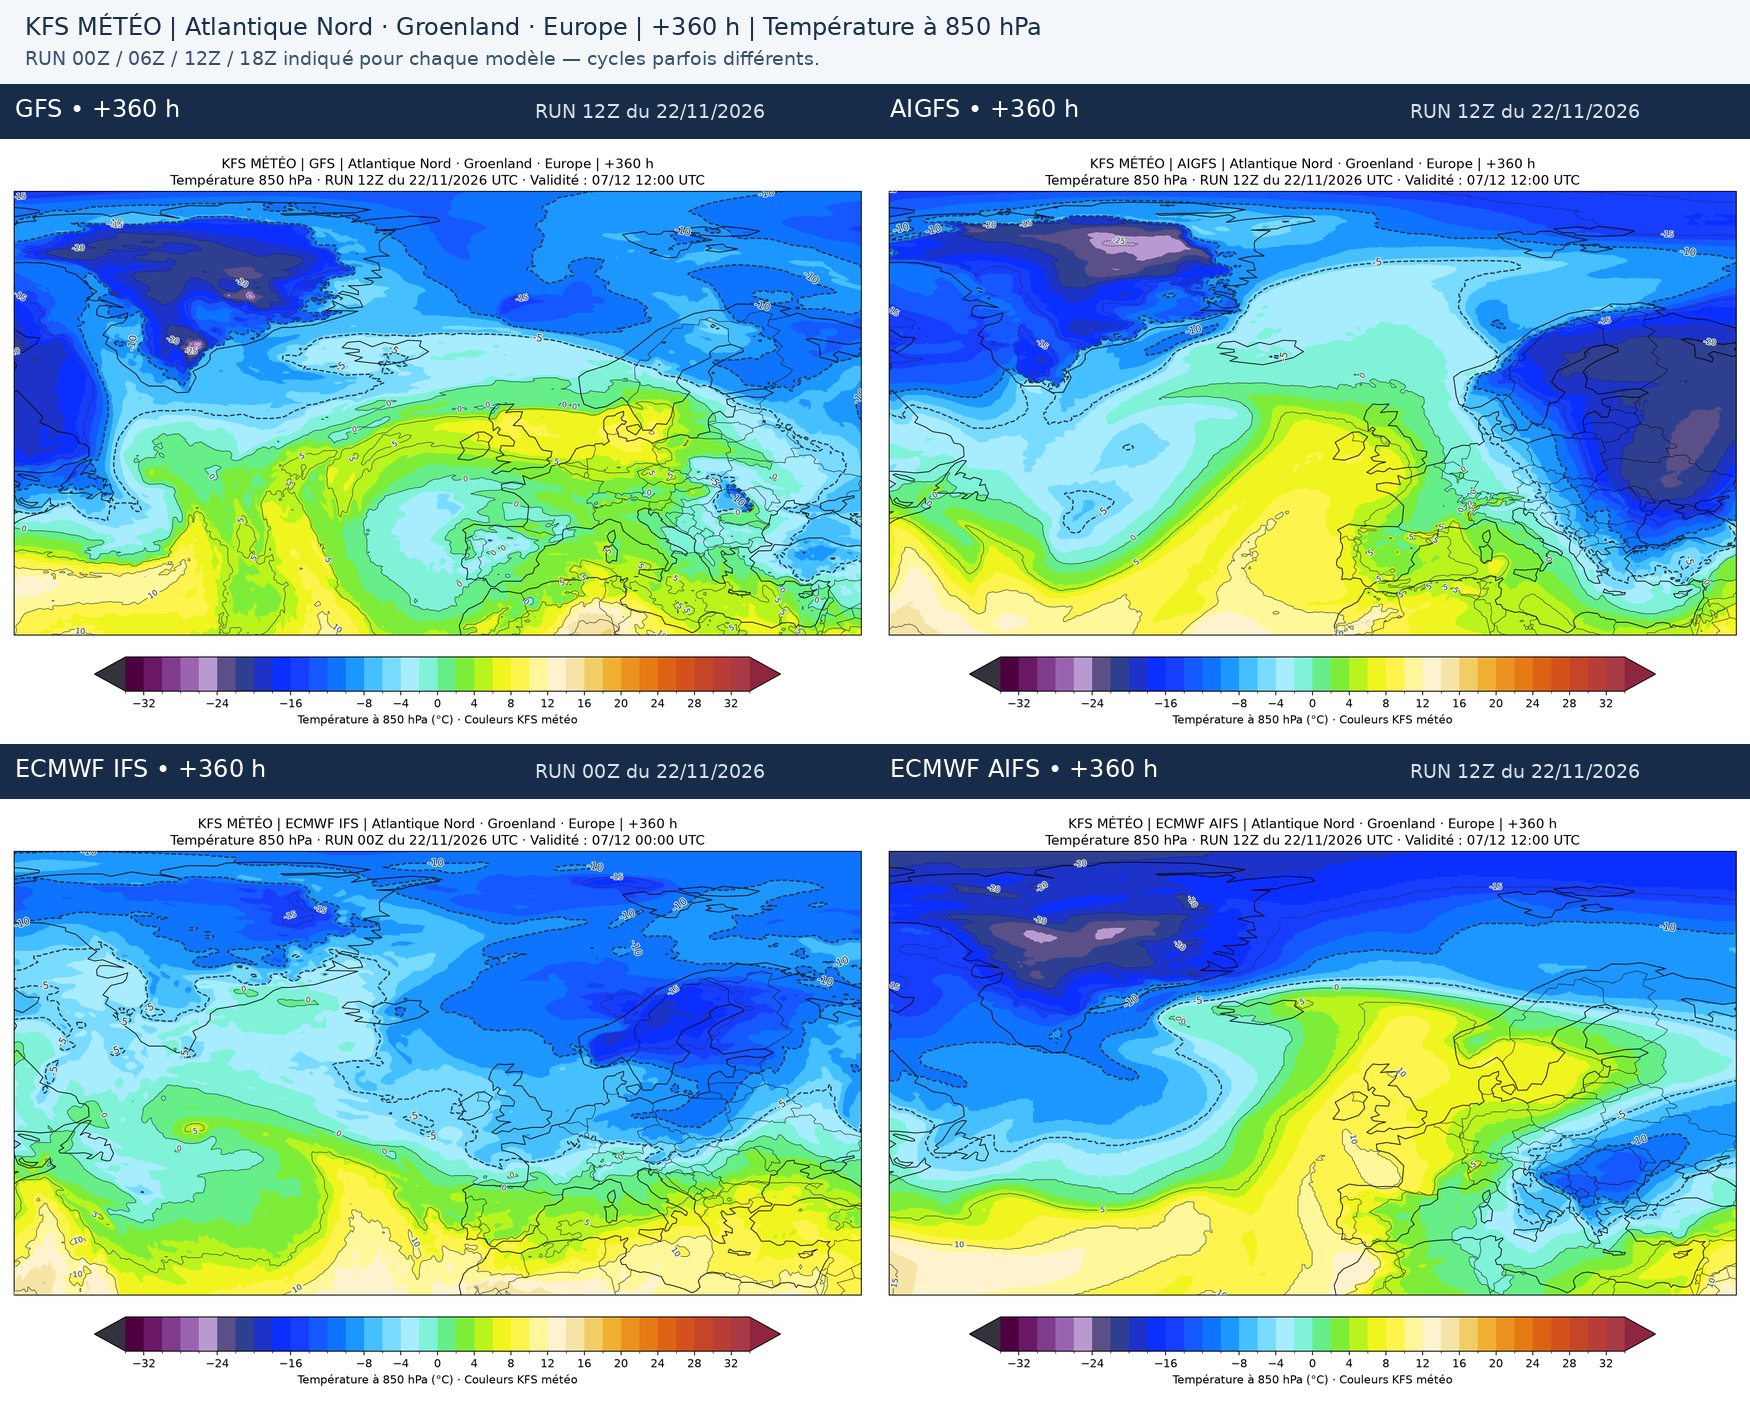 KFS MÉTÉO | Atlantique Nord · Groenland · Europe | +360 h | Température à 850 hPa
RUN 00Z / 06Z / 12Z / 18Z indiqué pour chaque modèle — cycles parfois différents.
GFS • +360 h RUN 12Z du 22/11/2026
KFS MÉTÉO | GFS | Atlantique Nord · Groenland · Europe | +360 h
Température 850 hPa · RUN 12Z du 22/11/2026 UTC · Validité : 07/12 12:00 UTC
−32 −24 −16 −8 −4 0 4 8 12 16 20 24 28 32
Température à 850 hPa (°C) · Couleurs KFS météo
AIGFS • +360 h RUN 12Z du 22/11/2026
KFS MÉTÉO | AIGFS | Atlantique Nord · Groenland · Europe | +360 h
Température 850 hPa · RUN 12Z du 22/11/2026 UTC · Validité : 07/12 12:00 UTC
−32 −24 −16 −8 −4 0 4 8 12 16 20 24 28 32
Température à 850 hPa (°C) · Couleurs KFS météo
ECMWF IFS • +360 h RUN 00Z du 22/11/2026
KFS MÉTÉO | ECMWF IFS | Atlantique Nord · Groenland · Europe | +360 h
Température 850 hPa · RUN 00Z du 22/11/2026 UTC · Validité : 07/12 00:00 UTC
−32 −24 −16 −8 −4 0 4 8 12 16 20 24 28 32
Température à 850 hPa (°C) · Couleurs KFS météo
ECMWF AIFS • +360 h RUN 12Z du 22/11/2026
KFS MÉTÉO | ECMWF AIFS | Atlantique Nord · Groenland · Europe | +360 h
Température 850 hPa · RUN 12Z du 22/11/2026 UTC · Validité : 07/12 12:00 UTC
−32 −24 −16 −8 −4 0 4 8 12 16 20 24 28 32
Température à 850 hPa (°C) · Couleurs KFS météo